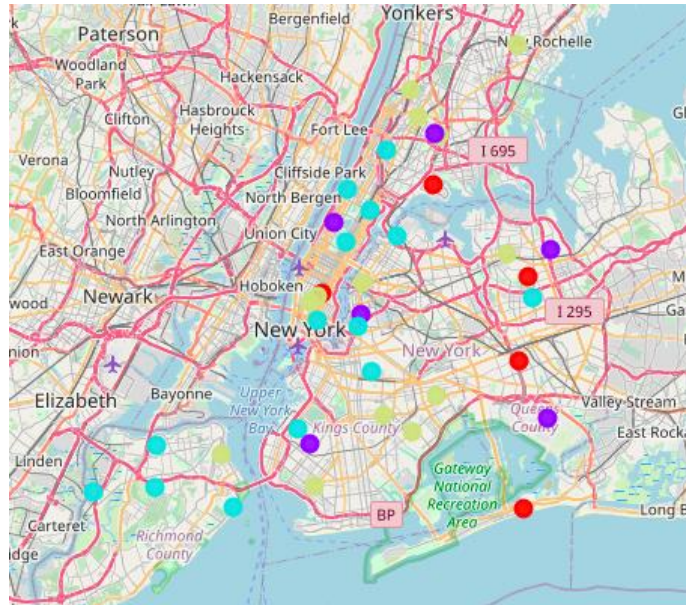 Bergenfield
Yonkers
Paterson
New Rochelle
Woodland
Park
Hackensack
Hasbrouck
Heights
Clifton
Fort Lee
I 695
Verona
Nutley
Cliffside Park
Bloomfield
North Bergen
North Arlington
Union City
East Orange
Hoboken
Newark
I 295
New York
New York
Elizabeth
Bayonne
Upper
New York
Bay
Kings County
Queens
County
Valley Stream
East Rocka
Linden
Gateway
National
Recreation
Area
BP
Long B
Carteret
Richmond
County